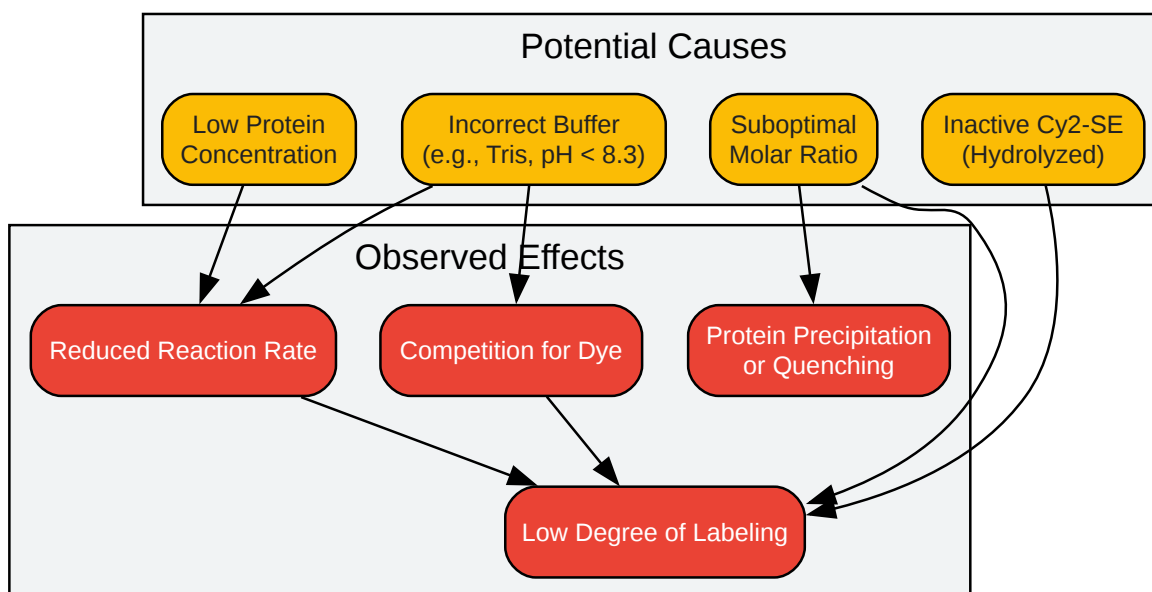 Potential Causes
Low Protein
Concentration
Incorrect Buffer
(e.g., Tris, pH < 8.3)
Suboptimal
Molar Ratio
Inactive Cy2-SE
(Hydrolyzed)
Observed Effects
Reduced Reaction Rate
Competition for Dye
Protein Precipitation
or Quenching
Low Degree of Labeling